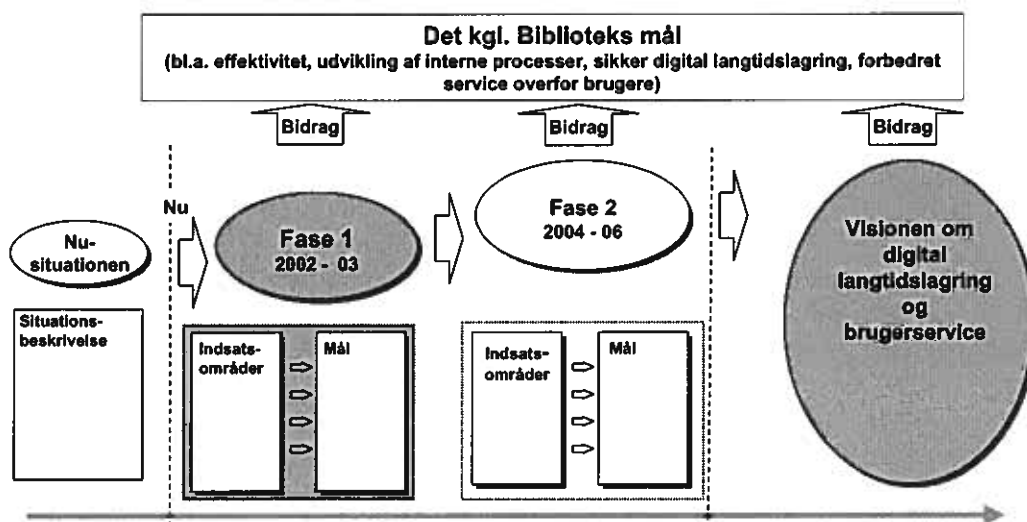 Det kgl. Biblioteks mål
(bl.a. effektivitet, udvikling af interne processer, sikker digital langtidslagring, forbedret
service overfor brugere)
Bidrag
Bidrag
Bidrag
Nu
Nu-
situationen
Fase 1
2002 - 03
Fase 2
2004 - 06
Visionen om
digital
langtidslagring
og
brugerservice
Situations-
beskrivelse
Indsats-
områder
Mål
Indsats-
områder
Mål